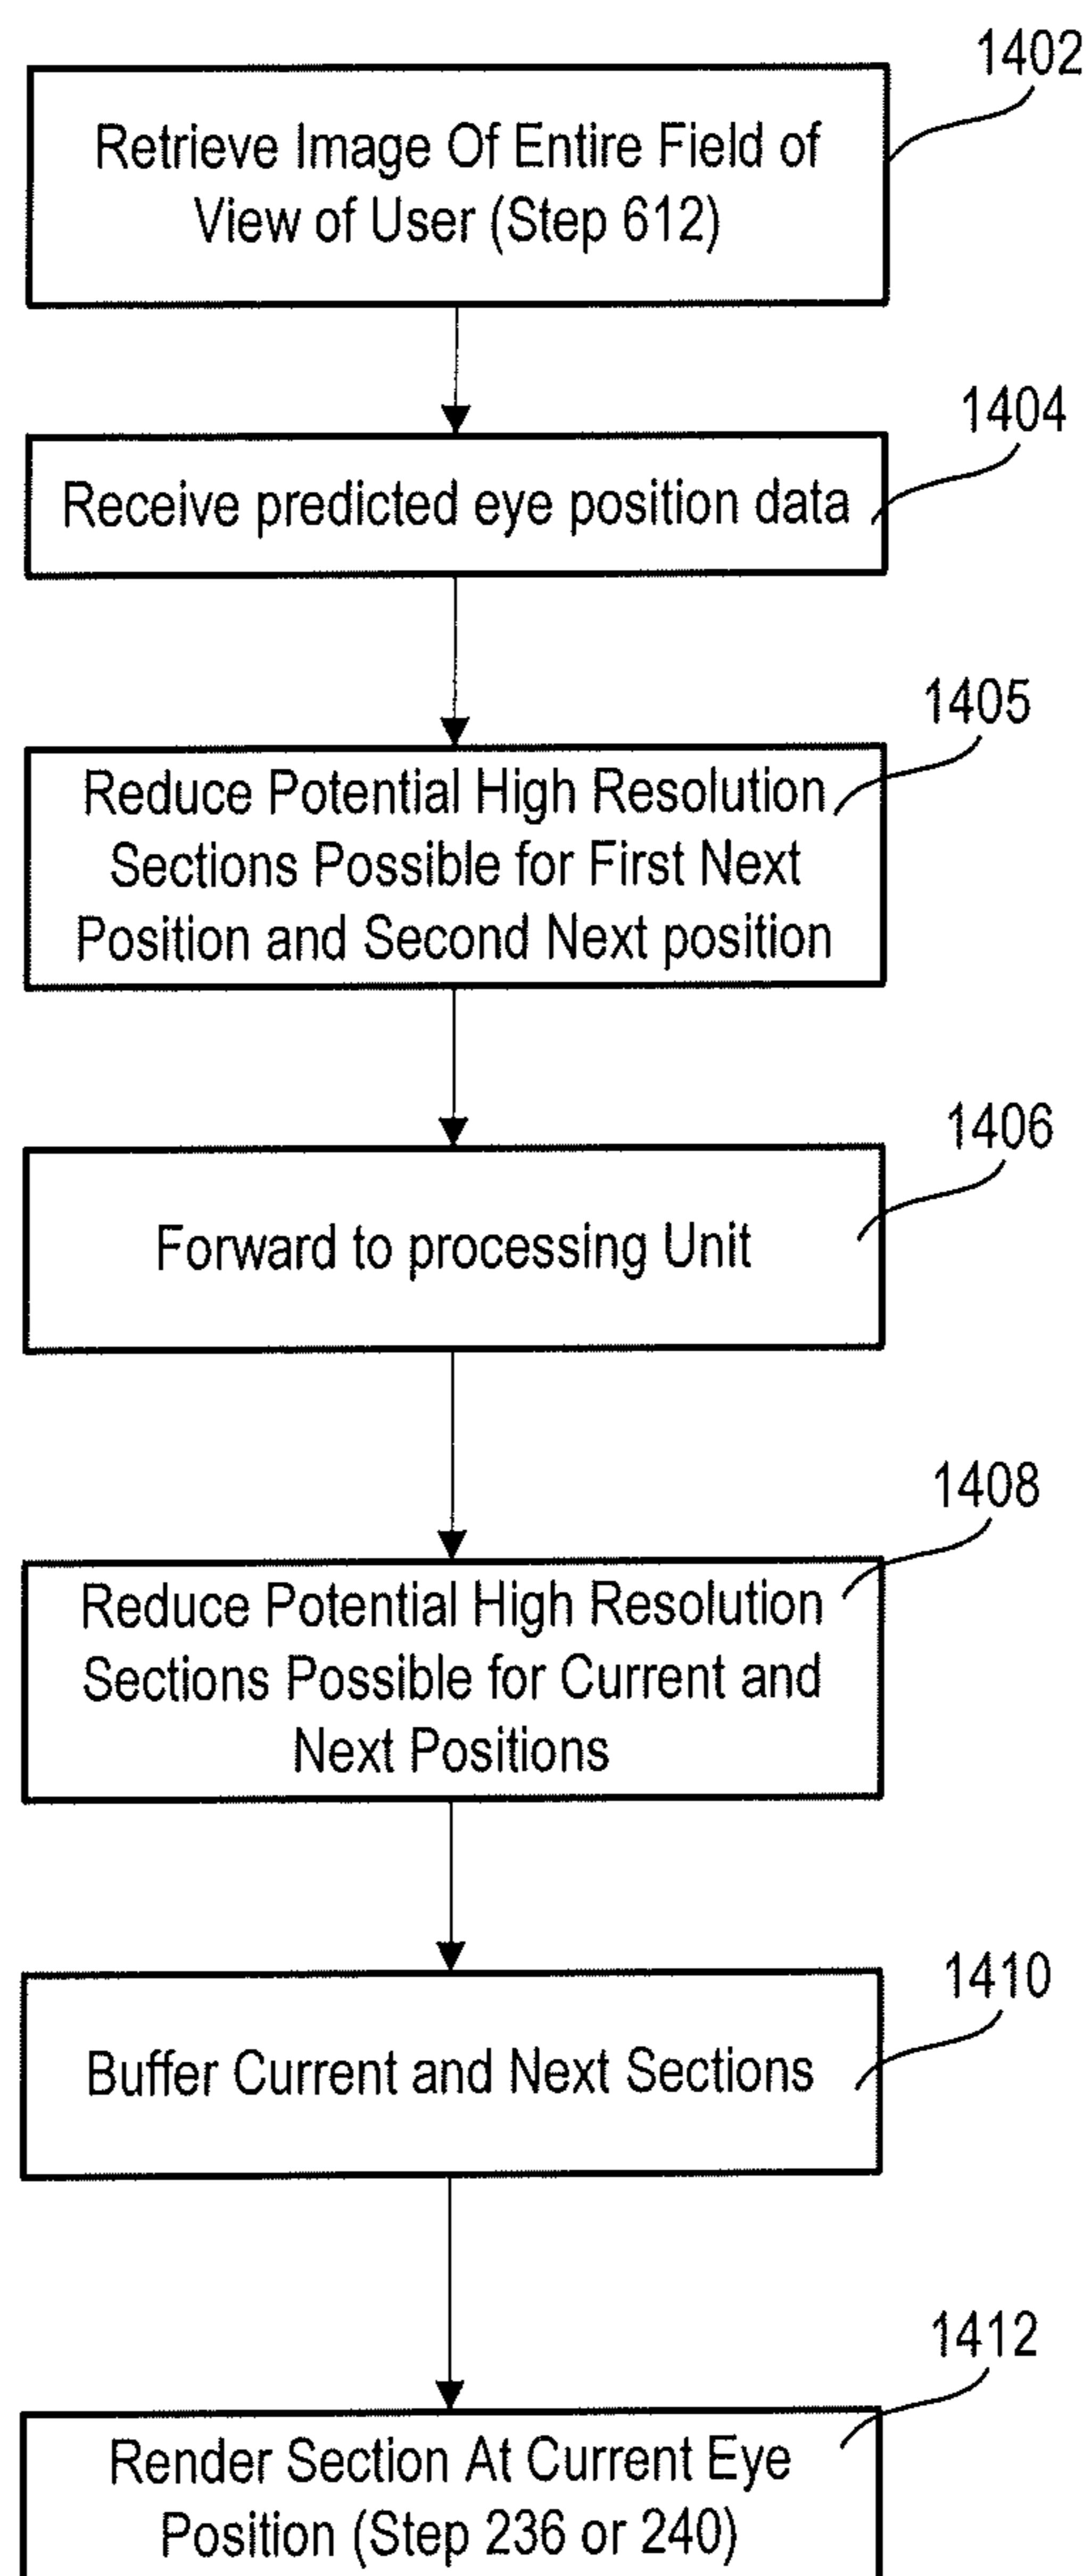 1402
Retrieve Image Of Entire Field of
View of User (Step 612)
1404
Receive predicted eye position data
1405
Reduce Potential High Resolution
Sections Possible for First Next
Position and Second Next position
1406
Forward to processing Unit
1408
Reduce Potential High Resolution
Sections Possible for Current and
Next Positions
1410
Buffer Current and Next Sections
1412
Render Section At Current Eye
Position (Step 236 or 240)